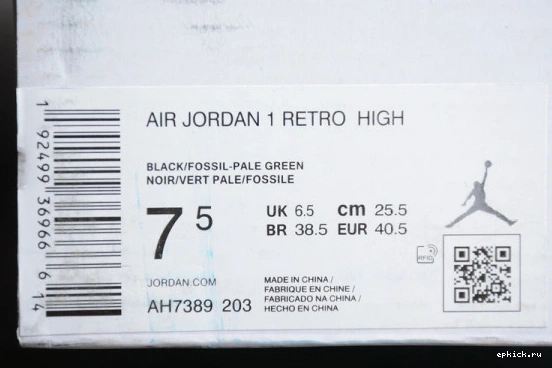 AIR JORDAN 1 RETRO HIGH
BLACK/FOSSIL-PALE GREEN
NOIR/VERT PALE/FOSSILE
7 5
UK 6.5 cm 25.5
BR 38.5 EUR 40.5
RFID
JORDAN.COM
AH7389 203
MADE IN CHINA /
FABRIQUE EN CHINE /
FABRICADO NA CHINA /
HECHO EN CHINA
1 92499 36966 6 14
epkick.ru